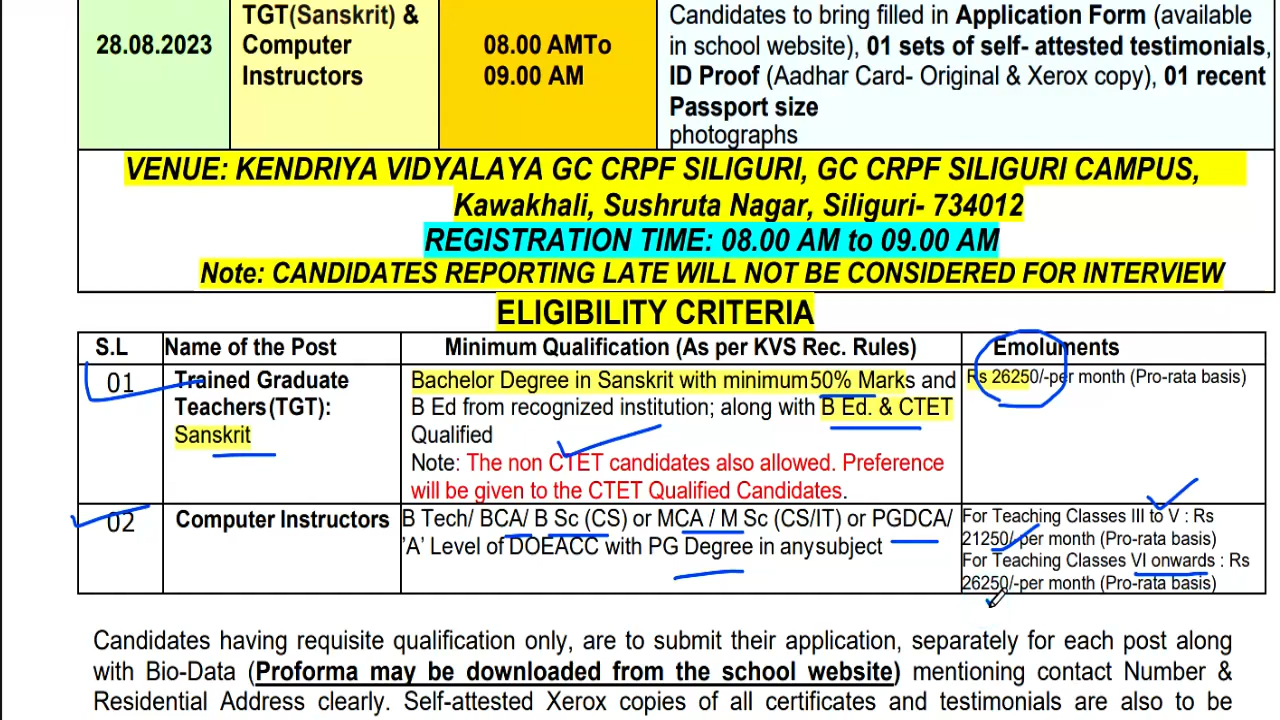 28.08.2023
TGT(Sanskrit) &
Computer
Instructors
08.00 AMTo
09.00 AM
Candidates to bring filled in Application Form (available
in school website), 01 sets of self- attested testimonials,
ID Proof (Aadhar Card- Original & Xerox copy), 01 recent
Passport size
photographs
VENUE: KENDRIYA VIDYALAYA GC CRPF SILIGURI, GC CRPF SILIGURI CAMPUS,
Kawakhali, Sushruta Nagar, Siliguri- 734012
REGISTRATION TIME: 08.00 AM to 09.00 AM
Note: CANDIDATES REPORTING LATE WILL NOT BE CONSIDERED FOR INTERVIEW
ELIGIBILITY CRITERIA
S.L Name of the Post Minimum Qualification (As per KVS Rec. Rules) Emoluments
01
Trained Graduate
Teachers(TGT):
Sanskrit
Bachelor Degree in Sanskrit with minimum 50% Marks and
B Ed from recognized institution; along with B Ed. & CTET
Qualified
Note: The non CTET candidates also allowed. Preference
will be given to the CTET Qualified Candidates.
Rs 26250/-per month (Pro-rata basis)
02
Computer Instructors
B Tech/ BCA/ B Sc (CS) or MCA / M Sc (CS/IT) or PGDCA/
'A' Level of DOEACC with PG Degree in any subject
For Teaching Classes III to V : Rs
21250/-per month (Pro-rata basis)
For Teaching Classes VI onwards : Rs
26250/-per month (Pro-rata basis)
Candidates having requisite qualification only, are to submit their application, separately for each post along
with Bio-Data (Proforma may be downloaded from the school website) mentioning contact Number &
Residential Address clearly. Self-attested Xerox copies of all certificates and testimonials are also to be